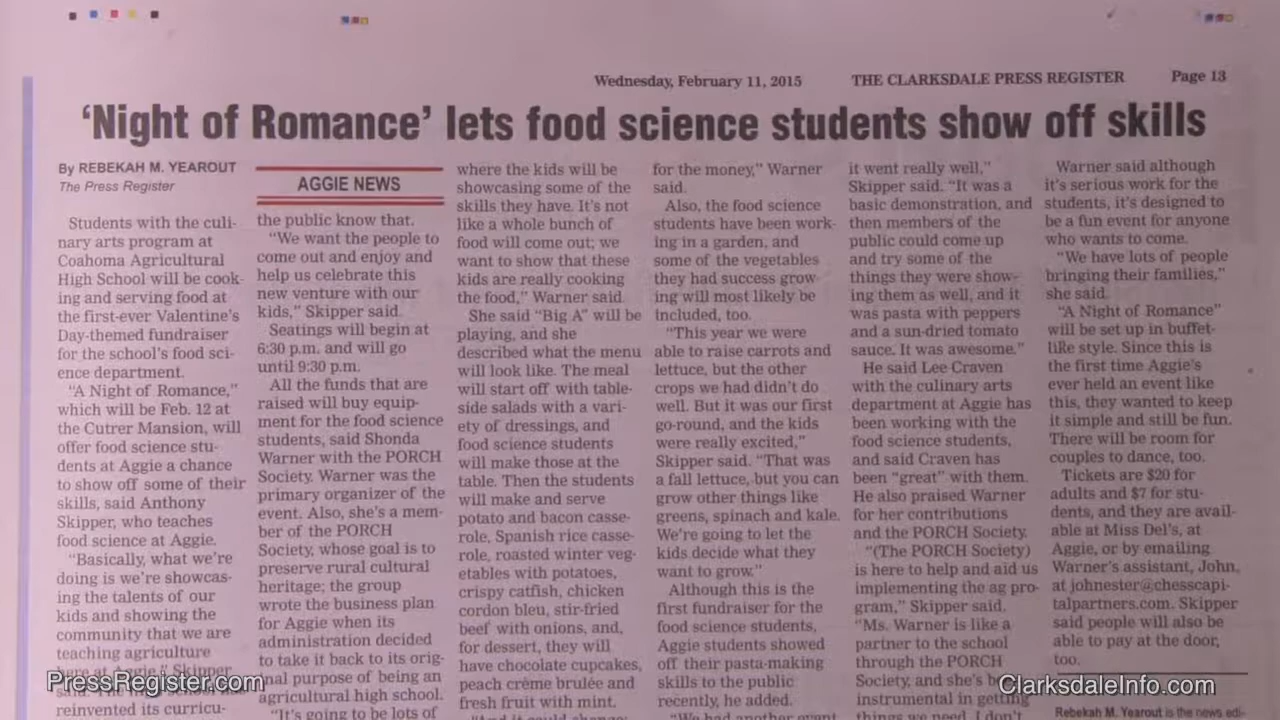 Wednesday, February 11, 2015 THE CLARKSDALE PRESS REGISTER Page 13
‘Night of Romance’ lets food science students show off skills
By REBEKAH M. YEAROUT
The Press Register
Students with the culi-
nary arts program at
Coahoma Agricultural
High School will be cook-
ing and serving food at
the first-ever Valentine's
Day-themed fundraiser
for the school's food sci-
ence department.
"A Night of Romance,"
which will be Feb. 12 at
the Cutrer Mansion, will
offer food science stu-
dents at Aggie a chance
to show off some of their
skills, said Anthony
Skipper, who teaches
food science at Aggie.
"Basically, what we're
doing is we're showcas-
ing the talents of our
kids and showing the
community that we are
teaching agriculture
here at Aggie," Skipper
reinvented its curricu-
AGGIE NEWS
the public know that.
"We want the people to
come out and enjoy and
help us celebrate this
new venture with our
kids," Skipper said.
Seatings will begin at
6:30 p.m. and will go
until 9:30 p.m.
All the funds that are
raised will buy equip-
ment for the food science
students, said Shonda
Warner with the PORCH
Society. Warner was the
primary organizer of the
event. Also, she's a mem-
ber of the PORCH
Society, whose goal is to
preserve rural cultural
heritage; the group
wrote the business plan
for Aggie when its
administration decided
to take it back to its orig-
nal purpose of being an
agricultural high school.
"It's going to be lots of
where the kids will be
showcasing some of the
skills they have. It's not
like a whole bunch of
food will come out; we
want to show that these
kids are really cooking
the food," Warner said.
She said "Big A" will be
playing, and she
described what the menu
will look like. The meal
will start off with table-
side salads with a vari-
ety of dressings, and
food science students
will make those at the
table. Then the students
will make and serve
potato and bacon casse-
role, Spanish rice casse-
role, roasted winter veg-
etables with potatoes,
crispy catfish, chicken
cordon bleu, stir-fried
beef with onions, and,
for dessert, they will
have chocolate cupcakes,
peach crème brulée and
fresh fruit with mint.
"And it could change
for the money," Warner
said.
Also, the food science
students have been work-
ing in a garden, and
some of the vegetables
they had success grow
ing will most likely be
included, too.
"This year we were
able to raise carrots and
lettuce, but the other
crops we had didn't do
well. But it was our first
go-round, and the kids
were really excited,"
Skipper said. "That was
a fall lettuce, but you can
grow other things like
greens, spinach and kale.
We're going to let the
kids decide what they
want to grow."
Although this is the
first fundraiser for the
food science students,
Aggie students showed
off their pasta-making
skills to the public
recently, he added.
"We had another event
it went really well,"
Skipper said. "It was a
basic demonstration, and
then members of the
public could come up
and try some of the
things they were show-
ing them as well, and it
was pasta with peppers
and a sun-dried tomato
sauce. It was awesome."
He said Lee Craven
with the culinary arts
department at Aggie has
been working with the
food science students,
and said Craven has
been "great" with them.
He also praised Warner
for her contributions
and the PORCH Society.
"(The PORCH Society)
is here to help and aid us
implementing the ag pro-
gram," Skipper said.
"Ms. Warner is like a
partner to the school
through the PORCH
Society, and she's been
instrumental in getting
things we need. I don't
Warner said although
it's serious work for the
students, it's designed to
be a fun event for anyone
who wants to come.
"We have lots of people
bringing their families,"
she said.
"A Night of Romance"
will be set up in buffet-
like style. Since this is
the first time Aggie's
ever held an event like
this, they wanted to keep
it simple and still be fun.
There will be room for
couples to dance, too.
Tickets are $20 for
adults and $7 for stu-
dents, and they are avail-
able at Miss Del's, at
Aggie, or by emailing
Warner's assistant, John,
at johnester@chesscapi-
talpartners.com. Skipper
said people will also be
able to pay at the door,
too.
Rebekah M. Yearout is the news edi-
PressRegister.com
ClarksdaleInfo.com